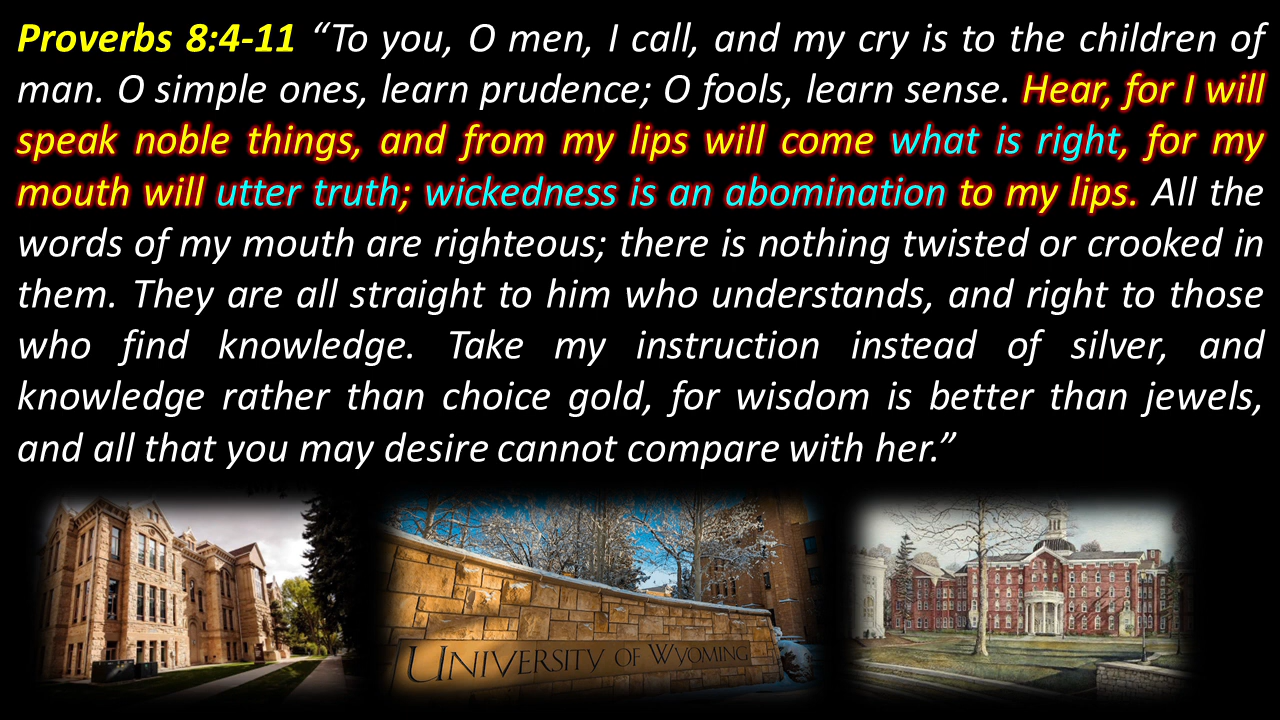 Proverbs 8:4-11 “To you, O men, I call, and my cry is to the children of
man. O simple ones, learn prudence; O fools, learn sense. Hear, for I will
speak noble things, and from my lips will come what is right, for my
mouth will utter truth; wickedness is an abomination to my lips. All the
words of my mouth are righteous; there is nothing twisted or crooked in
them. They are all straight to him who understands, and right to those
who find knowledge. Take my instruction instead of silver, and
knowledge rather than choice gold, for wisdom is better than jewels,
and all that you may desire cannot compare with her.”
UNIVERSITY OF WYOMING